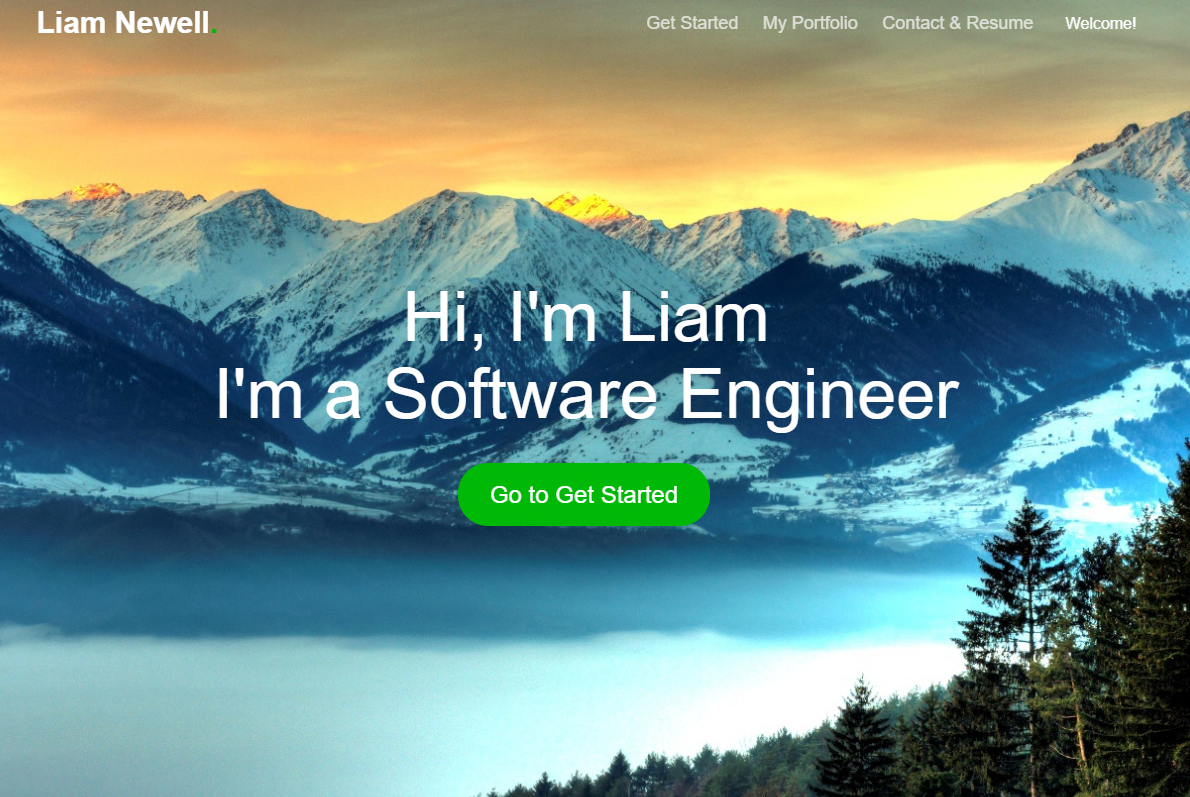 Liam Newell.
Get Started
My Portfolio
Contact & Resume
Welcome!
Hi, I'm Liam
I'm a Software Engineer
Go to Get Started